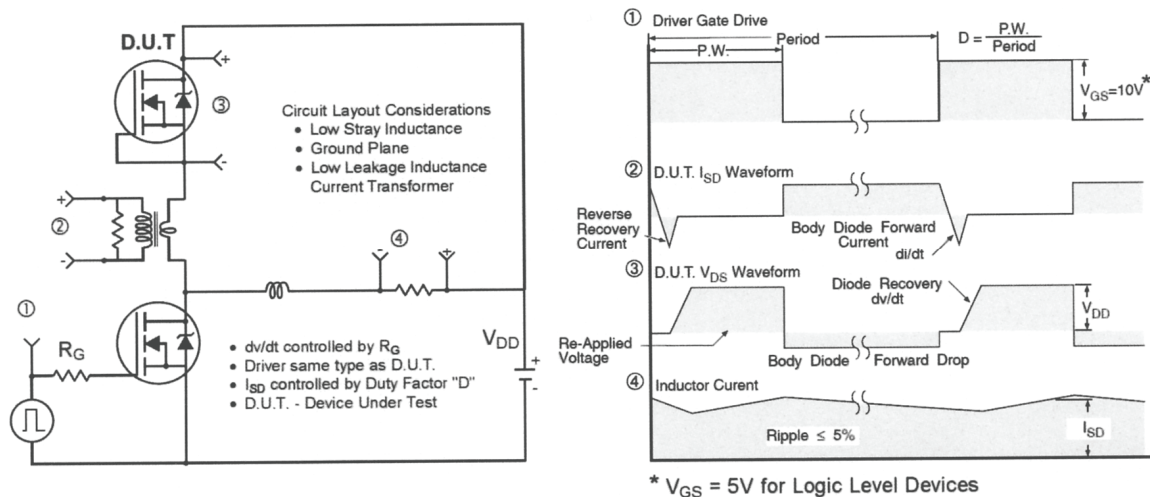 D.U.T
+
③
-
Circuit Layout Considerations
• Low Stray Inductance
• Ground Plane
• Low Leakage Inductance
Current Transformer
+
②
-
④
-
+
①
R_G
• dv/dt controlled by R_G
• Driver same type as D.U.T.
• I_SD controlled by Duty Factor "D"
• D.U.T. - Device Under Test
V_DD
+
-
① Driver Gate Drive
P.W.
Period
D = P.W. / Period
V_GS=10V*
② D.U.T. I_SD Waveform
Reverse
Recovery
Current
Body Diode Forward
Current
di/dt
③ D.U.T. V_DS Waveform
Diode Recovery
dv/dt
V_DD
Re-Applied
Voltage
Body Diode Forward Drop
④ Inductor Curent
Ripple ≤ 5%
I_SD
* V_GS = 5V for Logic Level Devices